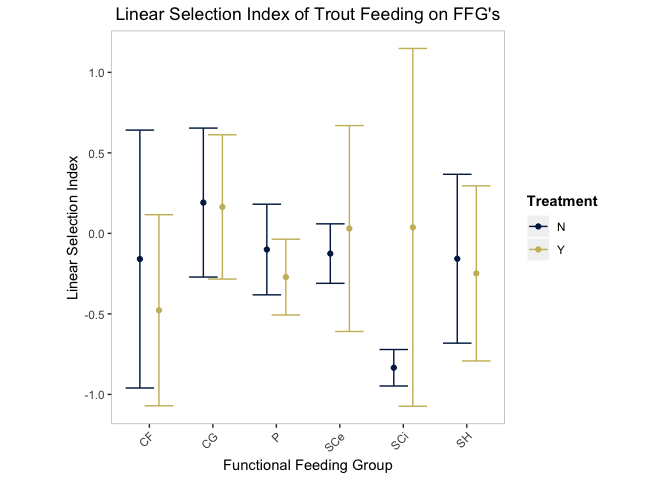 Linear Selection Index of Trout Feeding on FFG's
Linear Selection Index
1.0
0.5
0.0
-0.5
-1.0
CF
CG
P
SCe
SCi
SH
Functional Feeding Group
Treatment
N
Y